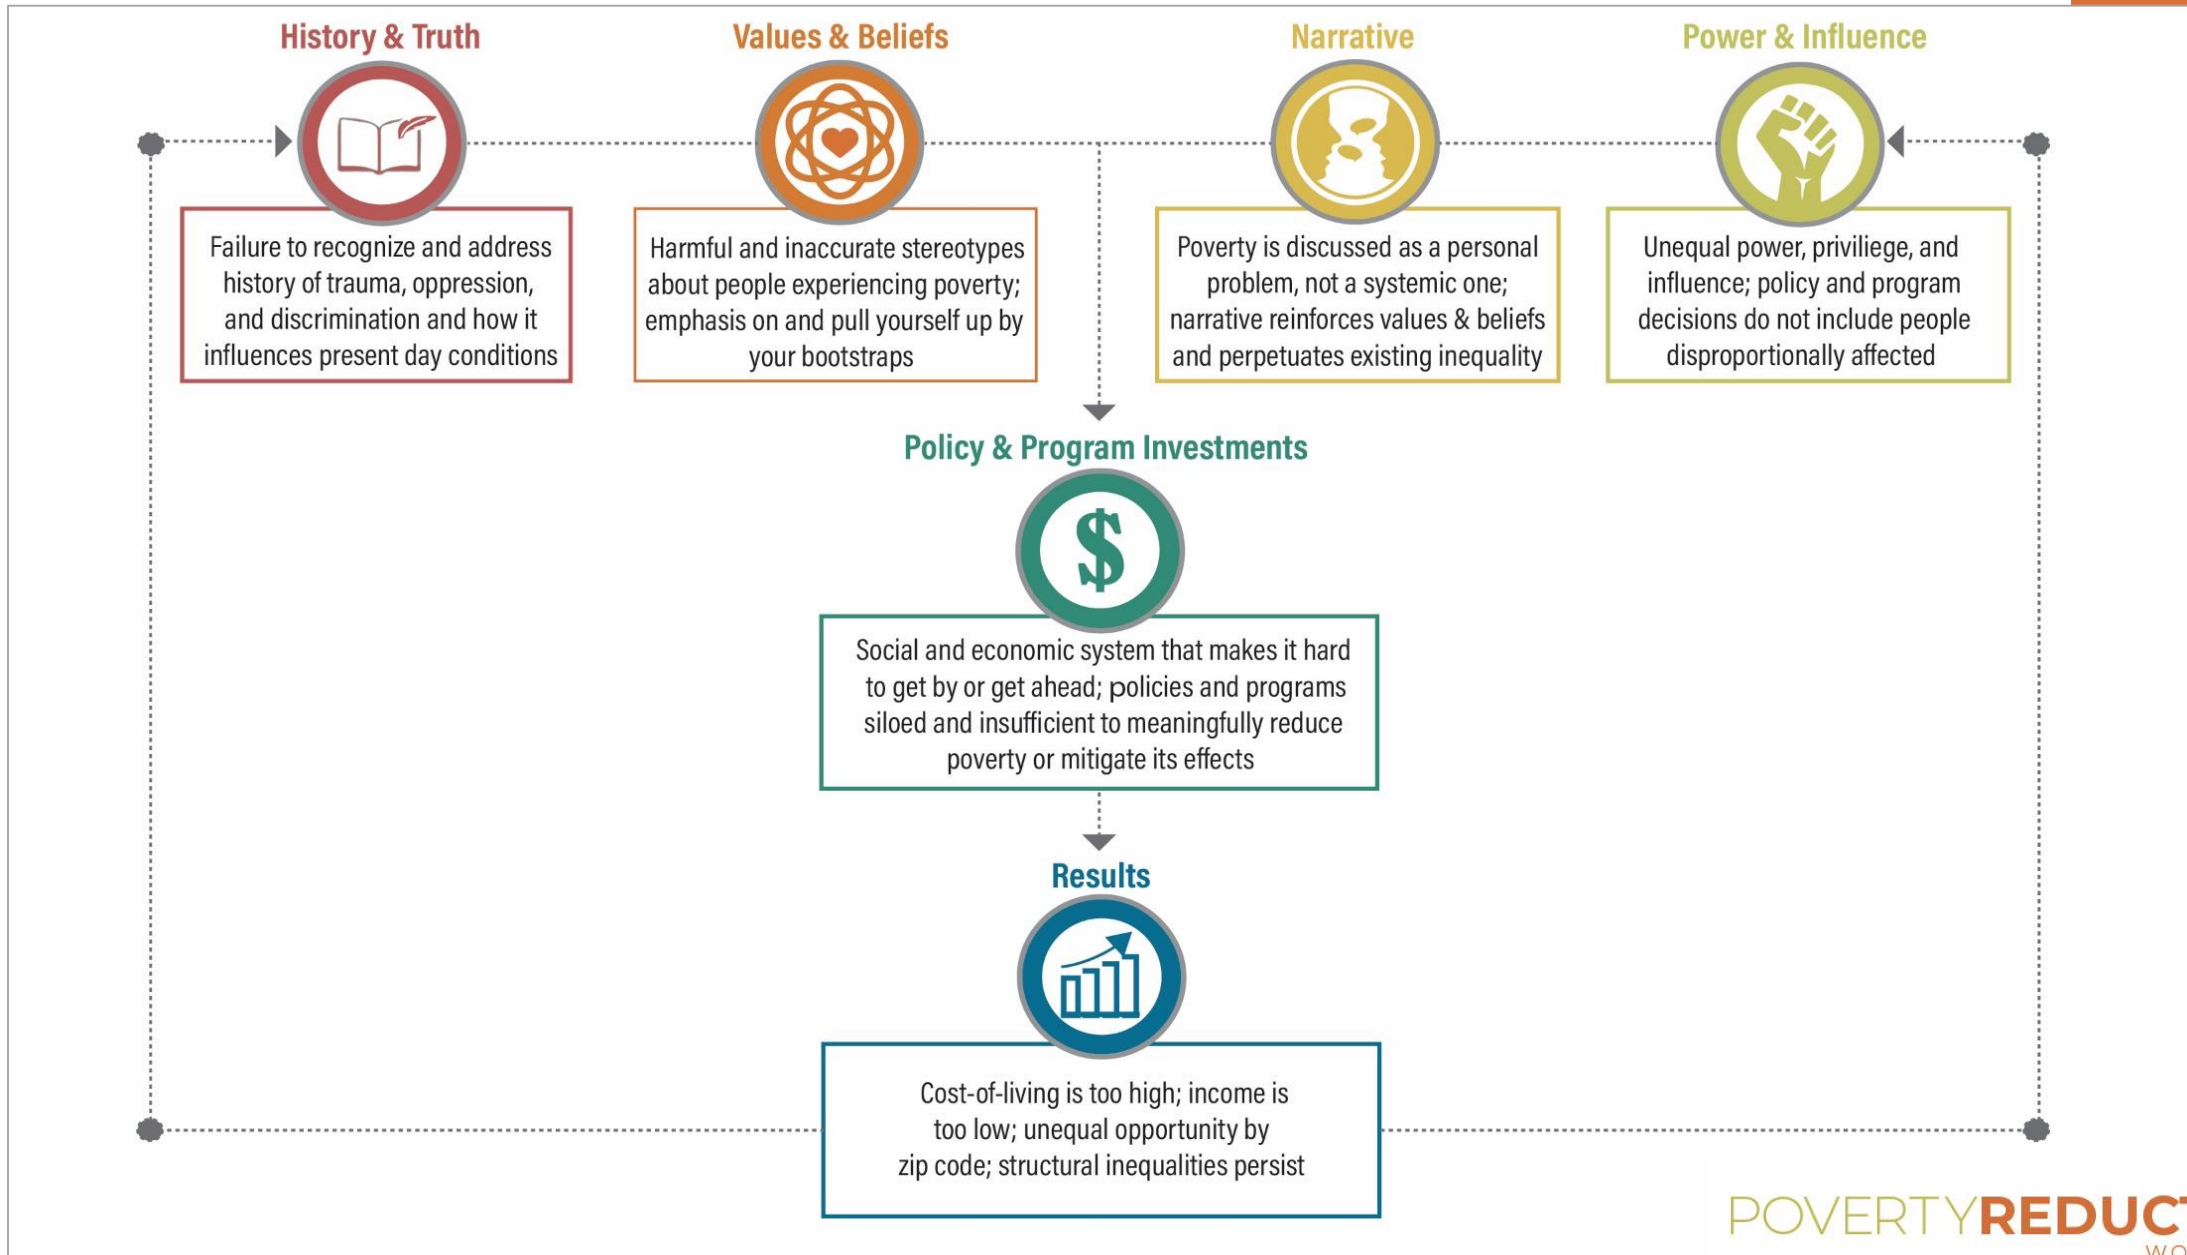 History & Truth
Failure to recognize and address
history of trauma, oppression,
and discrimination and how it
influences present day conditions
Values & Beliefs
Harmful and inaccurate stereotypes
about people experiencing poverty;
emphasis on and pull yourself up by
your bootstraps
Narrative
Poverty is discussed as a personal
problem, not a systemic one;
narrative reinforces values & beliefs
and perpetuates existing inequality
Power & Influence
Unequal power, priviliege, and
influence; policy and program
decisions do not include people
disproportionally affected
Policy & Program Investments
$
Social and economic system that makes it hard
to get by or get ahead; policies and programs
siloed and insufficient to meaningfully reduce
poverty or mitigate its effects
Results
Cost-of-living is too high; income is
too low; unequal opportunity by
zip code; structural inequalities persist
POVERTYREDUCT